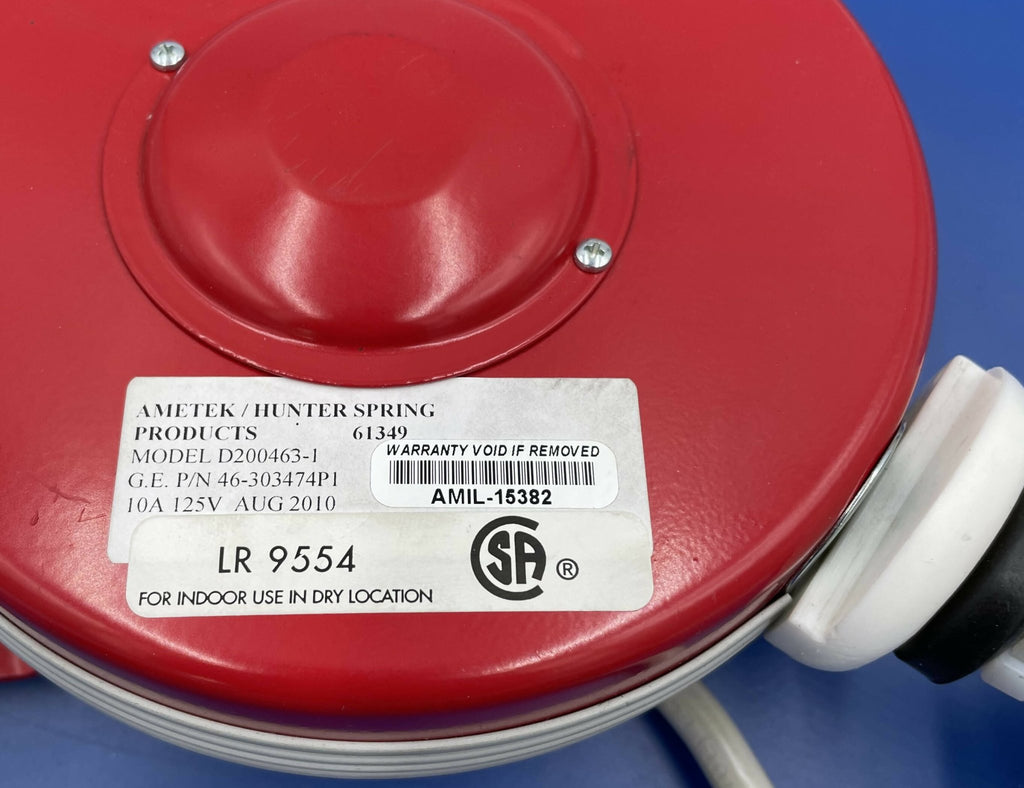 AMETEK / HUNTER SPRING
PRODUCTS 61349
MODEL D200463-1
G.E. P/N 46-303474P1
10A 125V AUG 2010
WARRANTY VOID IF REMOVED
AMIL-15382
LR 9554
SA ®
FOR INDOOR USE IN DRY LOCATION